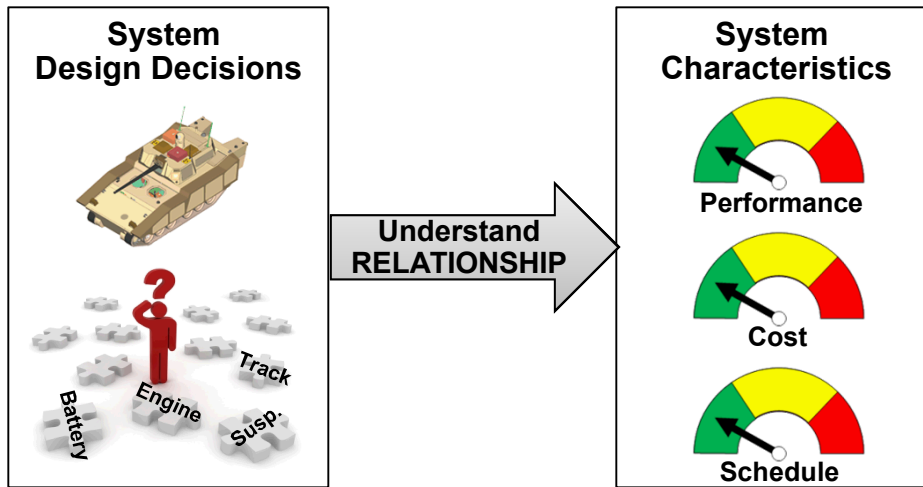 System
Design Decisions
?
Battery
Engine
Track
Susp.
Understand
RELATIONSHIP
System
Characteristics
Performance
Cost
Schedule